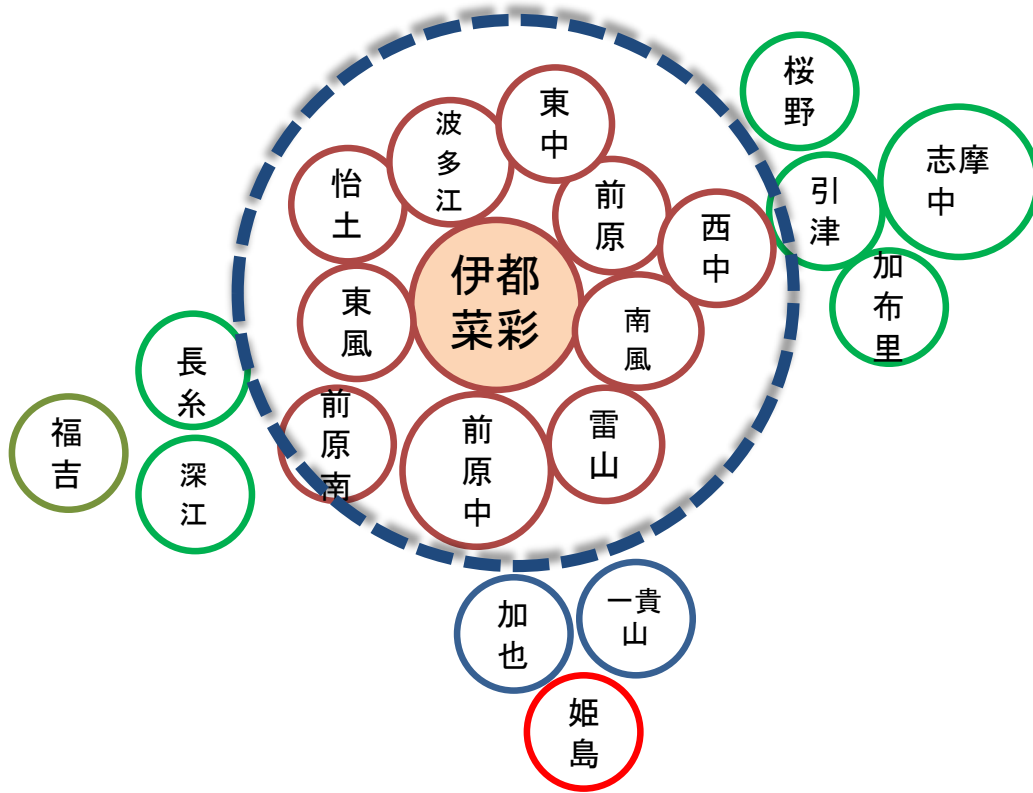 東
中
波
多
江
桜
野
志摩
中
怡
土
前
原
引
津
西
中
伊都
菜彩
加
布
里
東
風
南
風
長
糸
前
原
南
前
原
中
雷
山
福
吉
深
江
加
也
一貴
山
姫
島